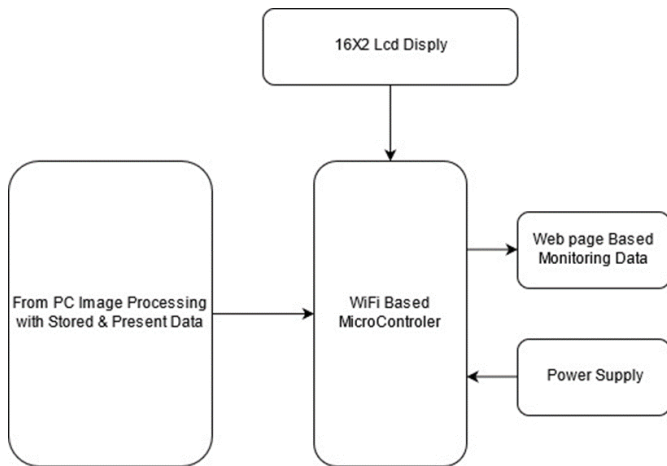 16X2 Lcd Disply
From PC Image Processing
with Stored & Present Data
WiFi Based
MicroControler
Web page Based
Monitoring Data
Power Supply